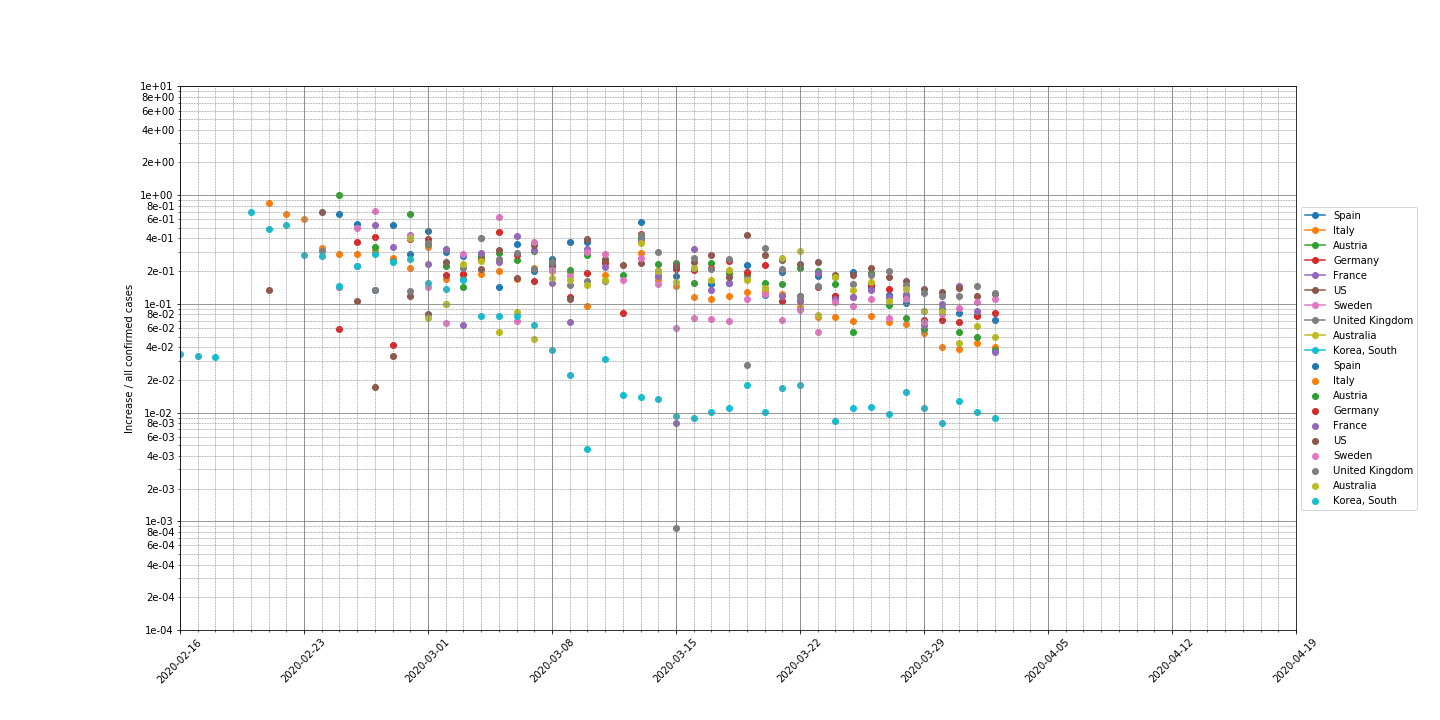 1e+01
8e+00
6e+00
4e+00
2e+00
1e+00
8e-01
6e-01
4e-01
2e-01
1e-01
8e-02
6e-02
4e-02
2e-02
1e-02
8e-03
6e-03
4e-03
2e-03
1e-03
8e-04
6e-04
4e-04
2e-04
1e-04
Increase / all confirmed cases
2020-02-16
2020-02-23
2020-03-01
2020-03-08
2020-03-15
2020-03-22
2020-03-29
2020-04-05
2020-04-12
2020-04-19
Spain
Italy
Austria
Germany
France
US
Sweden
United Kingdom
Australia
Korea, South
Spain
Italy
Austria
Germany
France
US
Sweden
United Kingdom
Australia
Korea, South